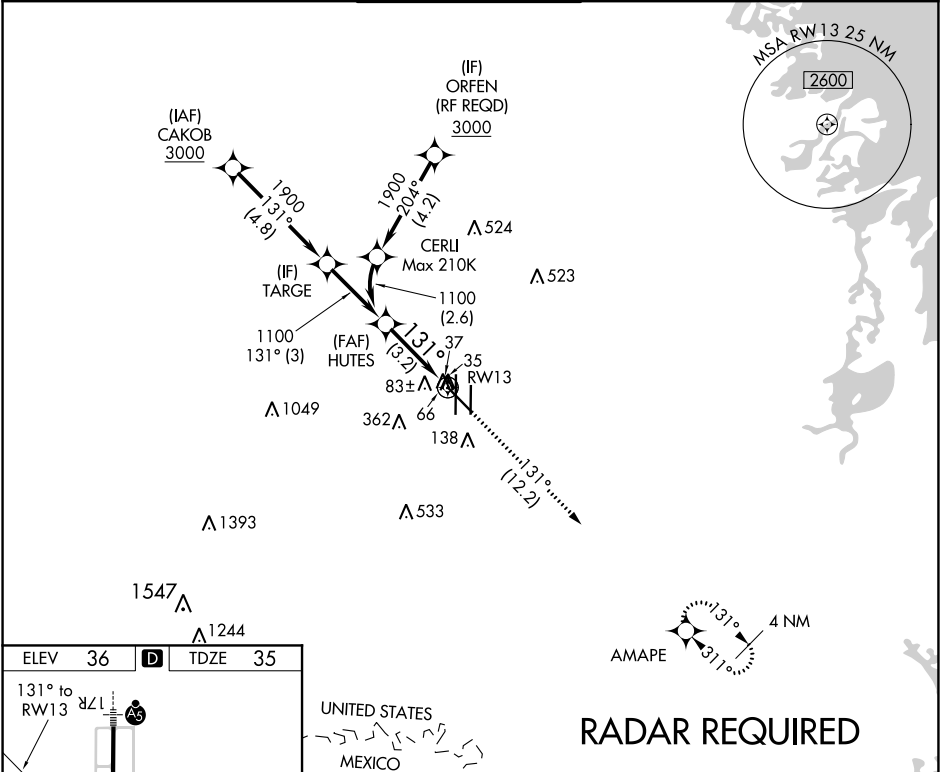 MSA RW 13 25 NM
2600
(IF)
ORFEN
(RF REQD)
3000
(IAF)
CAKOB
3000
1900
131°
(4.8)
1900
204°
(4.2)
524
CERLI
Max 210K
523
(IF)
TARGE
1100
(2.6)
1100
131° (3)
(FAF)
HUTES
131°
(3.2)
37
35
RW13
83±
66
1049
362
138
131°
(12.2)
533
1393
1547
1244
131°
4 NM
AMAPE
311°
ELEV 36 D TDZE 35
131° to
RW13
17R
A5
UNITED STATES
MEXICO
RADAR REQUIRED